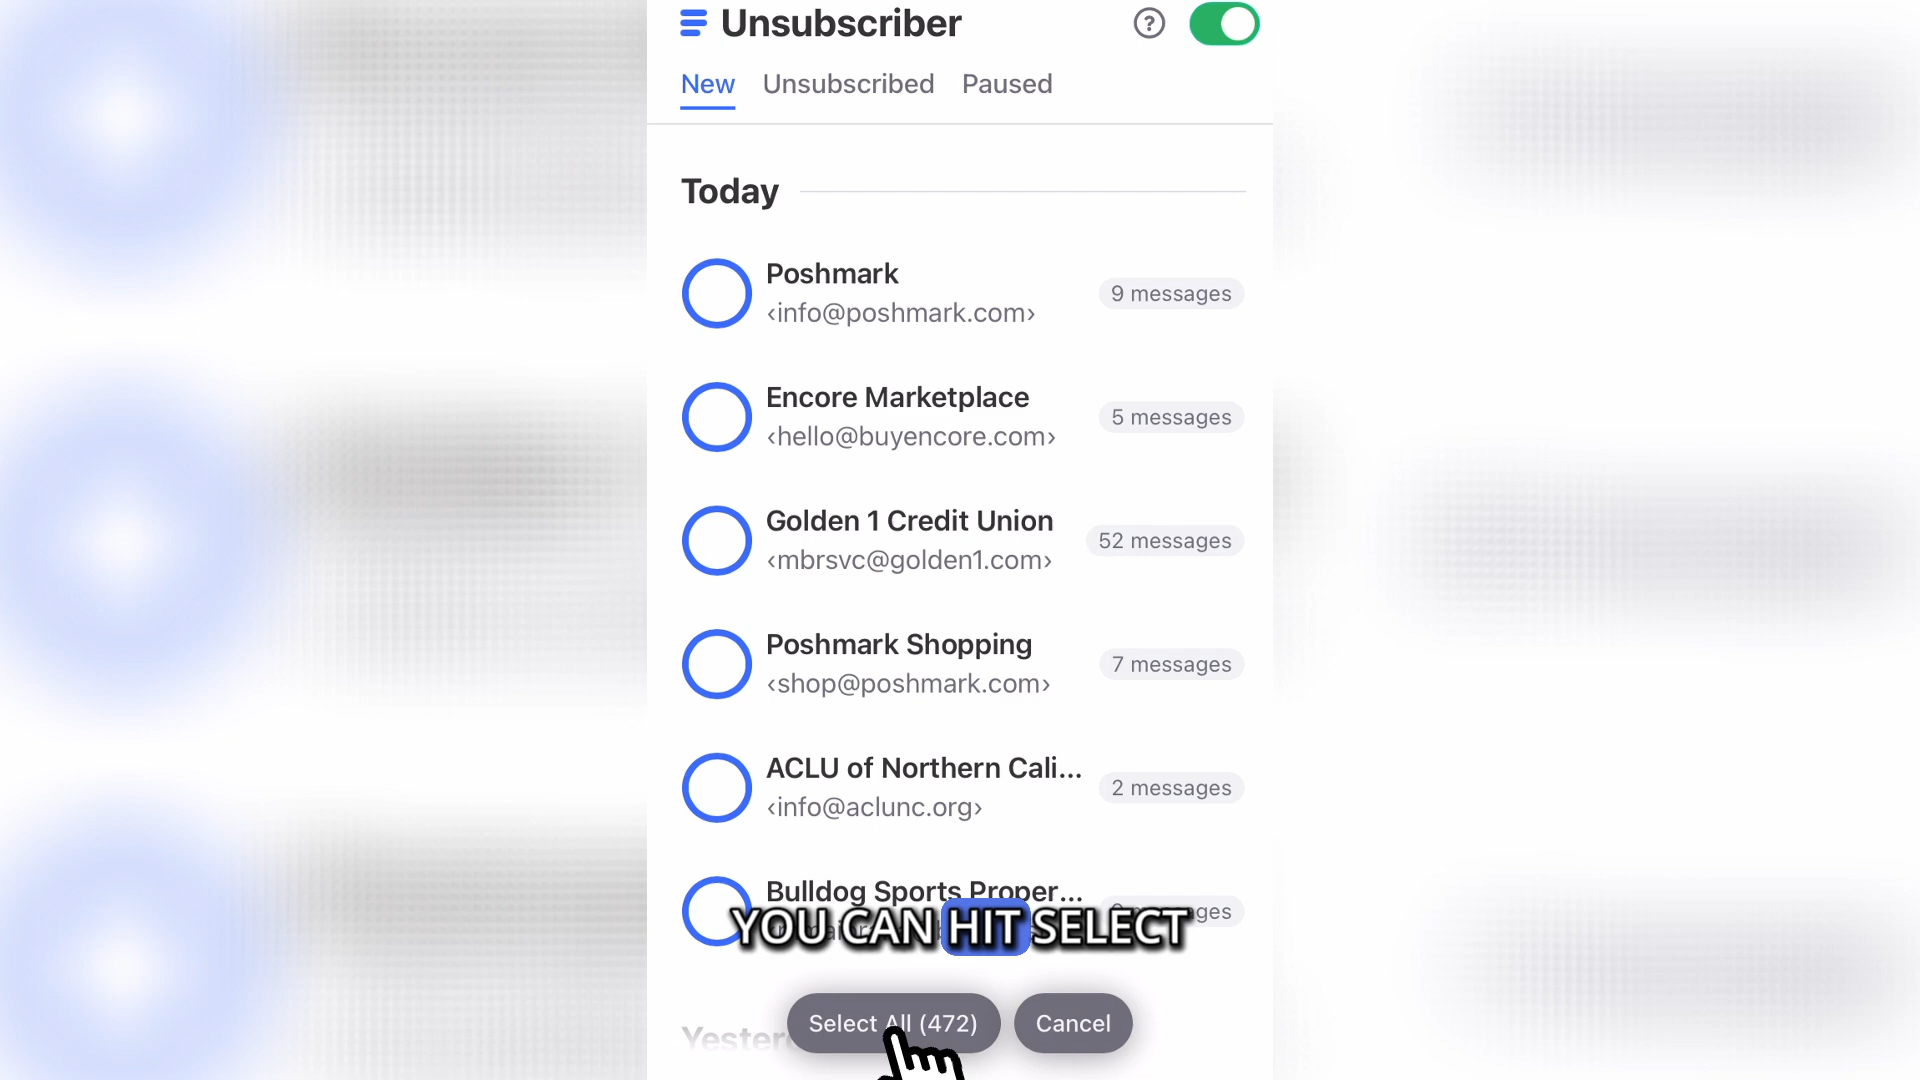 Unsubscriber
?
New Unsubscribed Paused
Today
Poshmark
‹info@poshmark.com›
9 messages
Encore Marketplace
‹hello@buyencore.com›
5 messages
Golden 1 Credit Union
‹mbrsvc@golden1.com›
52 messages
Poshmark Shopping
‹shop@poshmark.com›
7 messages
ACLU of Northern Cali...
‹info@aclunc.org›
2 messages
Bulldog Sports Proper...
YOU CAN HIT SELECT
Select All (472)
Cancel